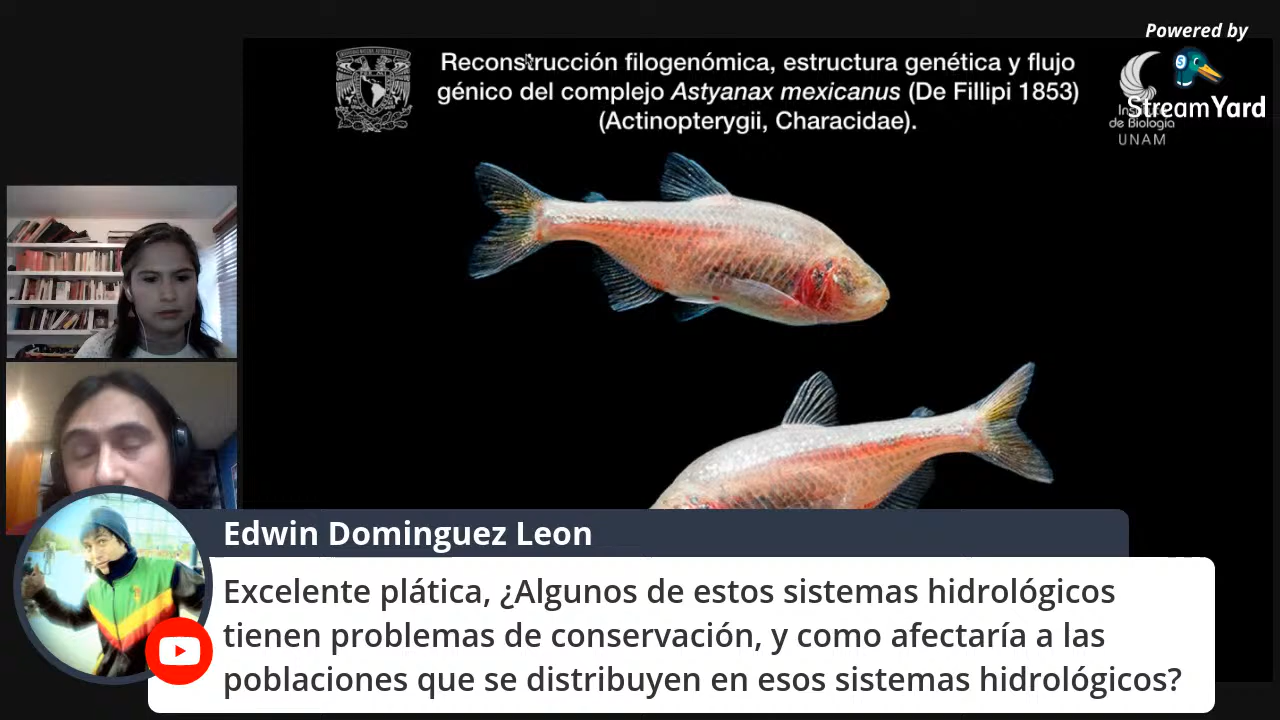 Powered by
StreamYard
Reconstrucción filogenómica, estructura genética y flujo
génico del complejo Astyanax mexicanus (De Fillipi 1853)
(Actinopterygii, Characidae).
de Biología
UNAM
Edwin Dominguez Leon
Excelente plática, ¿Algunos de estos sistemas hidrológicos
tienen problemas de conservación, y como afectaría a las
poblaciones que se distribuyen en esos sistemas hidrológicos?